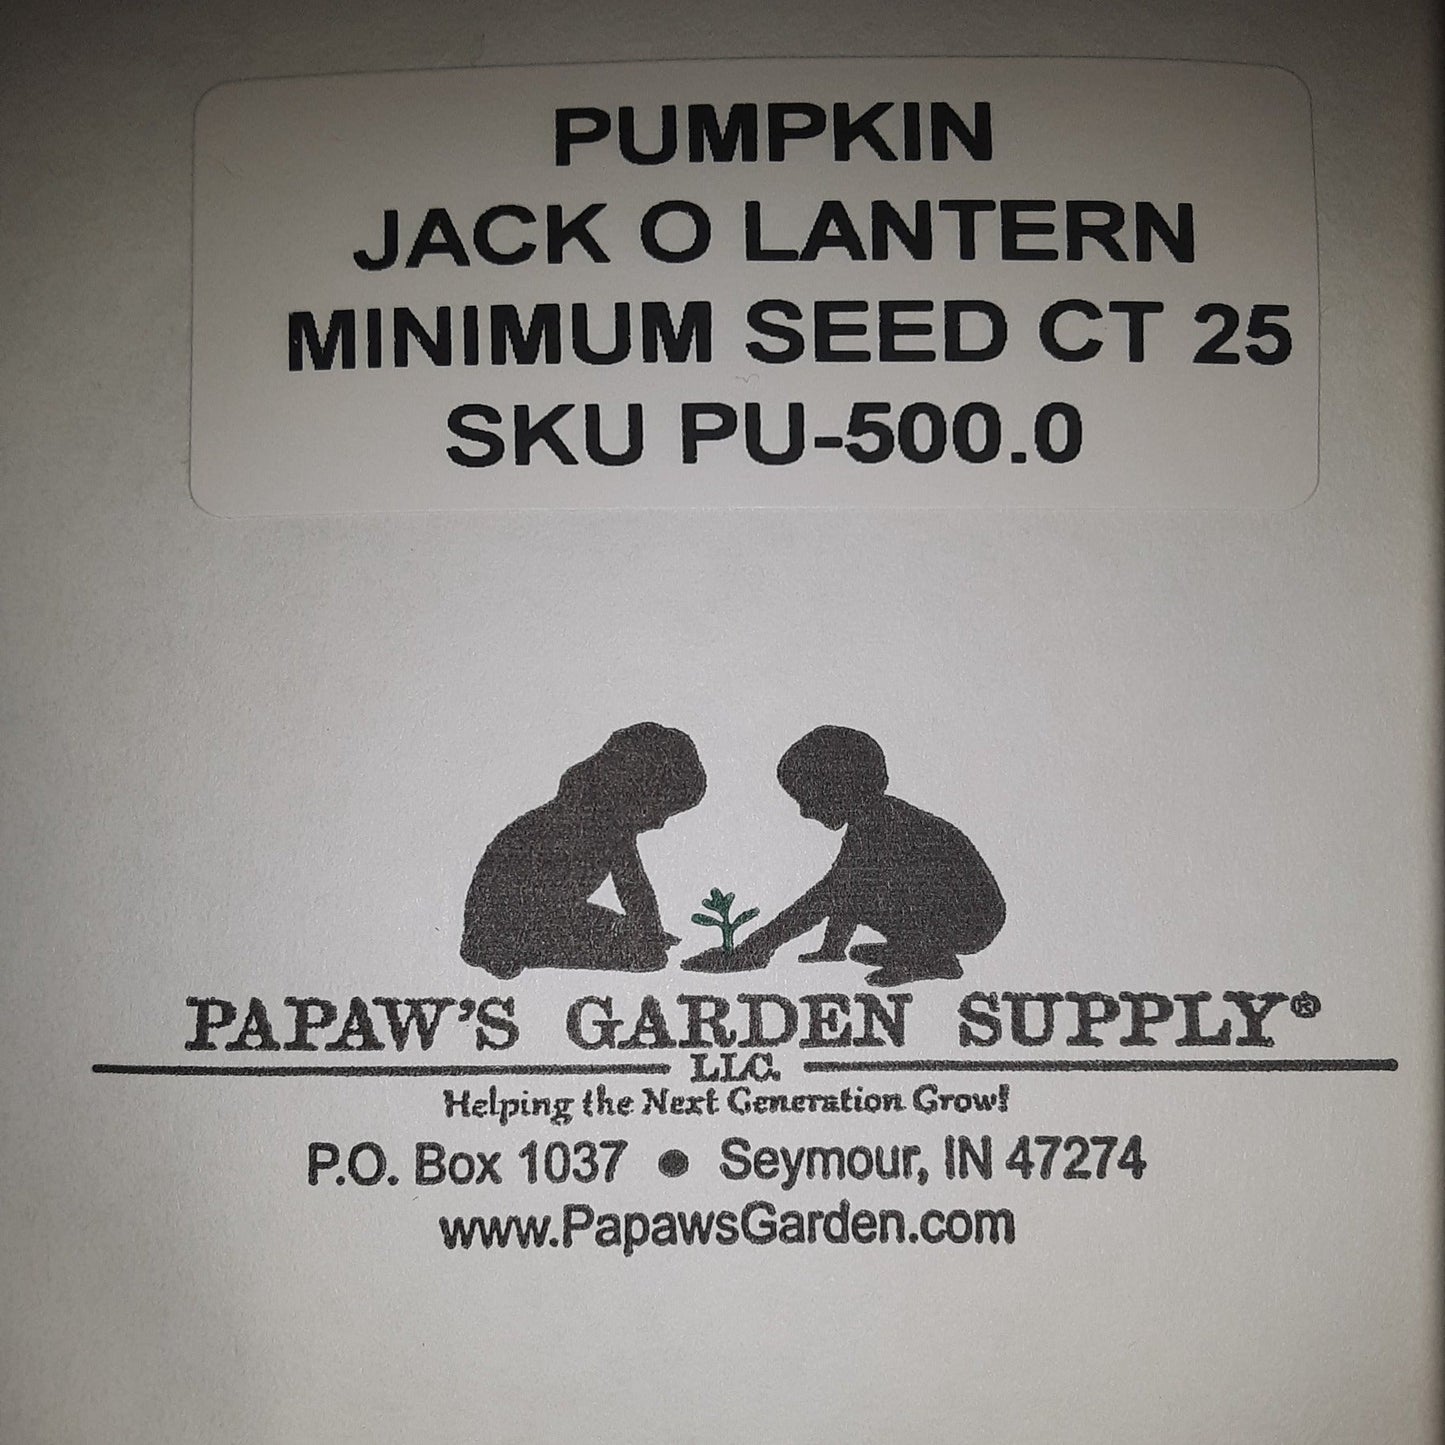 PUMPKIN
JACK O LANTERN
MINIMUM SEED CT 25
SKU PU-500.0
PAPAW'S GARDEN SUPPLY®
LLC.
Helping the Next Generation Grow!
P.O. Box 1037 ● Seymour, IN 47274
www.PapawsGarden.com